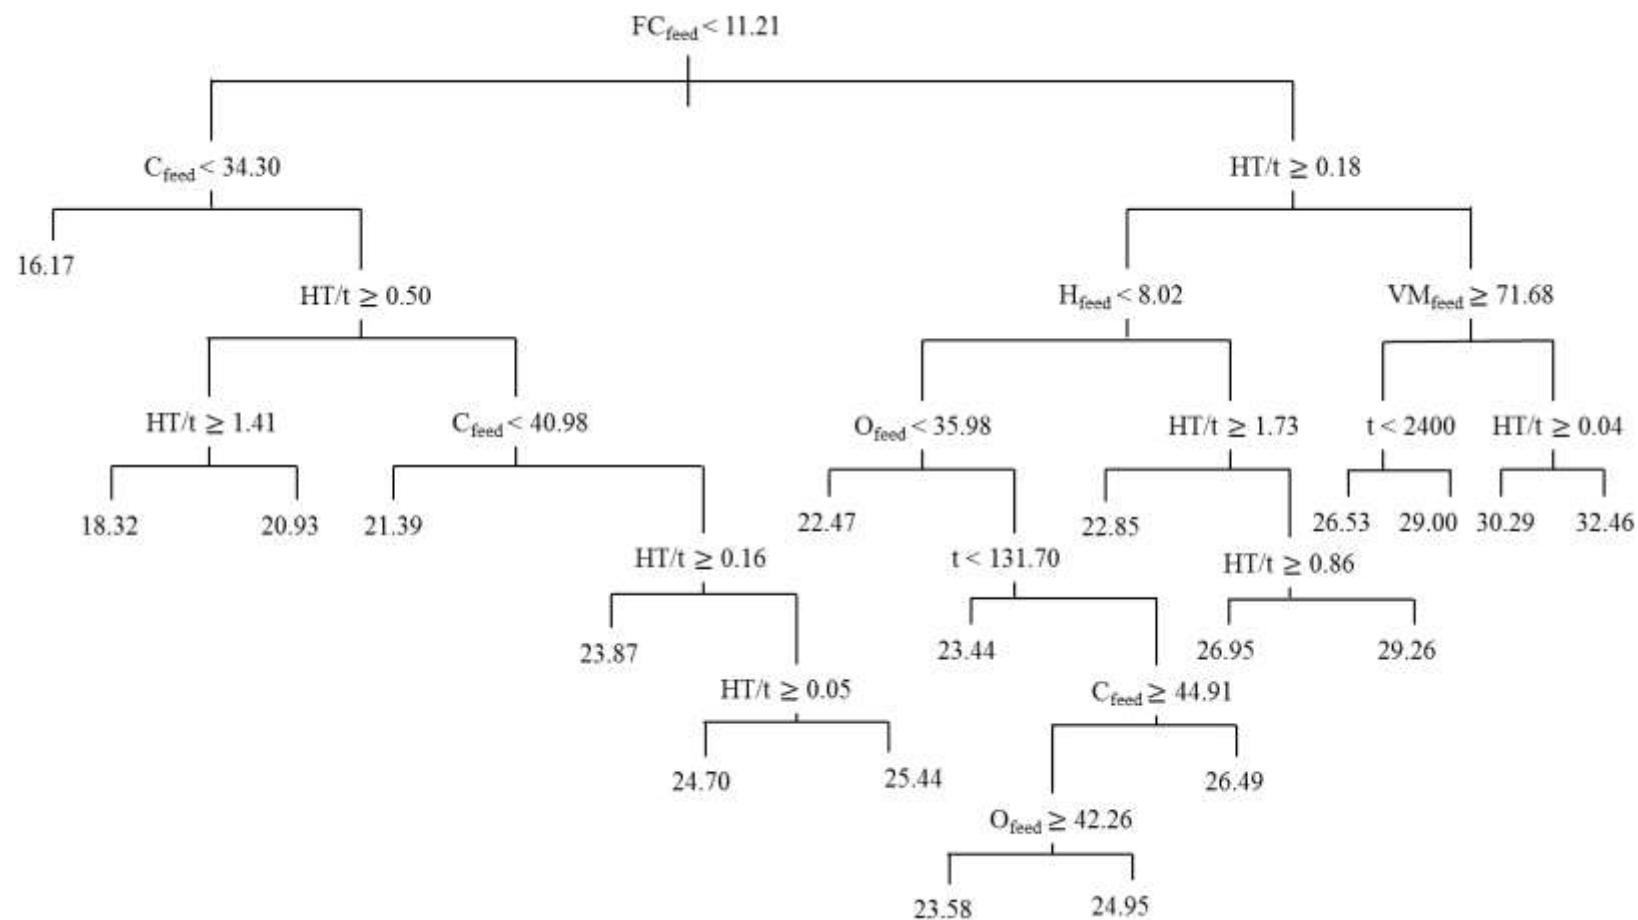 FCfeed < 11.21
Cfeed < 34.30
HT/t ≥ 0.18
16.17
HT/t ≥ 0.50
Hfeed < 8.02
VMfeed ≥ 71.68
HT/t ≥ 1.41
Cfeed < 40.98
Ofeed < 35.98
HT/t ≥ 1.73
t < 2400
HT/t ≥ 0.04
18.32
20.93
21.39
22.47
22.85
26.53
29.00
30.29
32.46
HT/t ≥ 0.16
t < 131.70
HT/t ≥ 0.86
23.87
23.44
26.95
29.26
HT/t ≥ 0.05
Cfeed ≥ 44.91
24.70
25.44
26.49
Ofeed ≥ 42.26
23.58
24.95